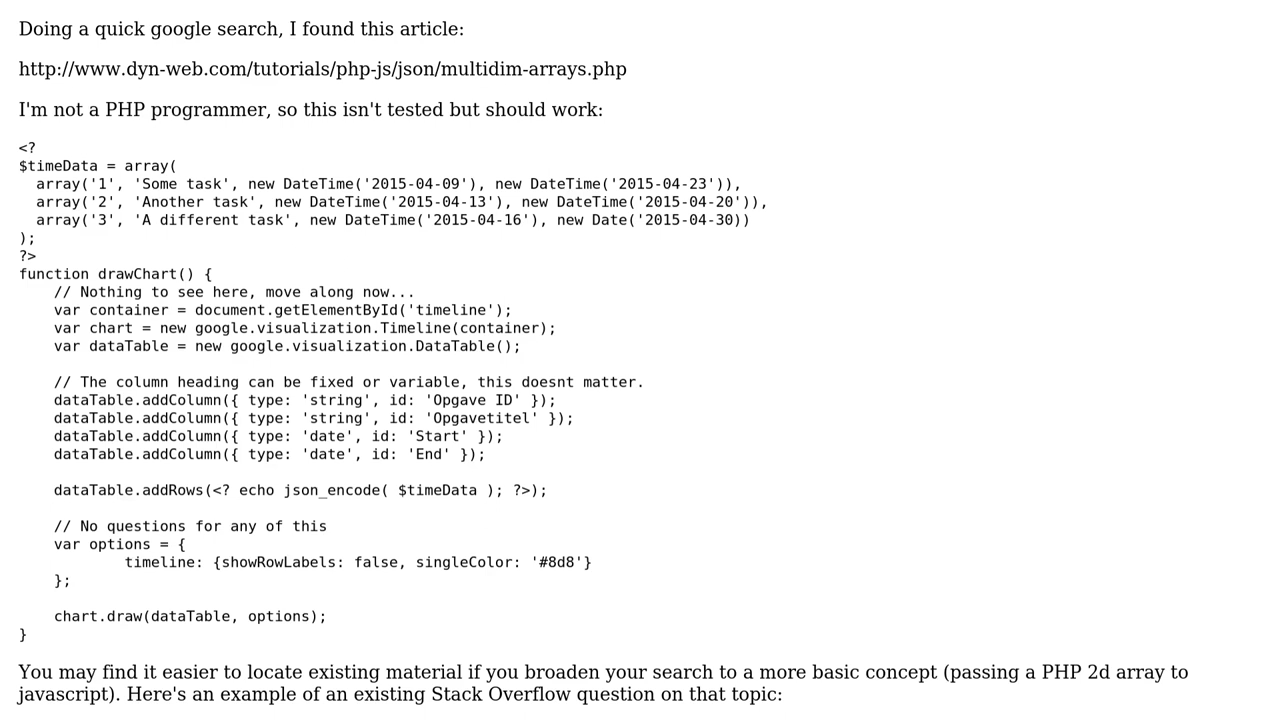 Doing a quick google search, I found this article:
http://www.dyn-web.com/tutorials/php-js/json/multidim-arrays.php
I'm not a PHP programmer, so this isn't tested but should work:
<?
$timeData = array(
  array('1', 'Some task', new DateTime('2015-04-09'), new DateTime('2015-04-23')),
  array('2', 'Another task', new DateTime('2015-04-13'), new DateTime('2015-04-20')),
  array('3', 'A different task', new DateTime('2015-04-16'), new Date('2015-04-30))
);
?>
function drawChart() {
    // Nothing to see here, move along now...
    var container = document.getElementById('timeline');
    var chart = new google.visualization.Timeline(container);
    var dataTable = new google.visualization.DataTable();

    // The column heading can be fixed or variable, this doesnt matter.
    dataTable.addColumn({ type: 'string', id: 'Opgave ID' });
    dataTable.addColumn({ type: 'string', id: 'Opgavetitel' });
    dataTable.addColumn({ type: 'date', id: 'Start' });
    dataTable.addColumn({ type: 'date', id: 'End' });

    dataTable.addRows(<? echo json_encode( $timeData ); ?>);

    // No questions for any of this
    var options = {
            timeline: {showRowLabels: false, singleColor: '#8d8'}
    };

    chart.draw(dataTable, options);
}
You may find it easier to locate existing material if you broaden your search to a more basic concept (passing a PHP 2d array to
javascript). Here's an example of an existing Stack Overflow question on that topic: